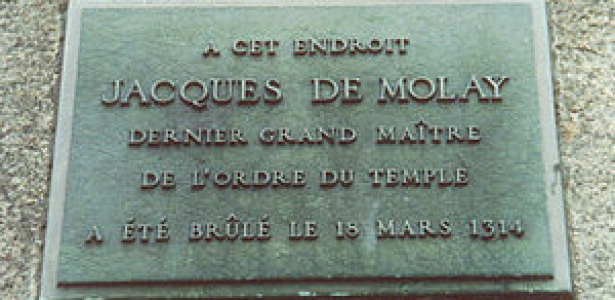 A CET ENDROIT
JACQUES DE MOLAY
DERNIER GRAND MAÎTRE
DE L'ORDRE DU TEMPLE
A ÉTÉ BRÛLÉ LE 18 MARS 1314